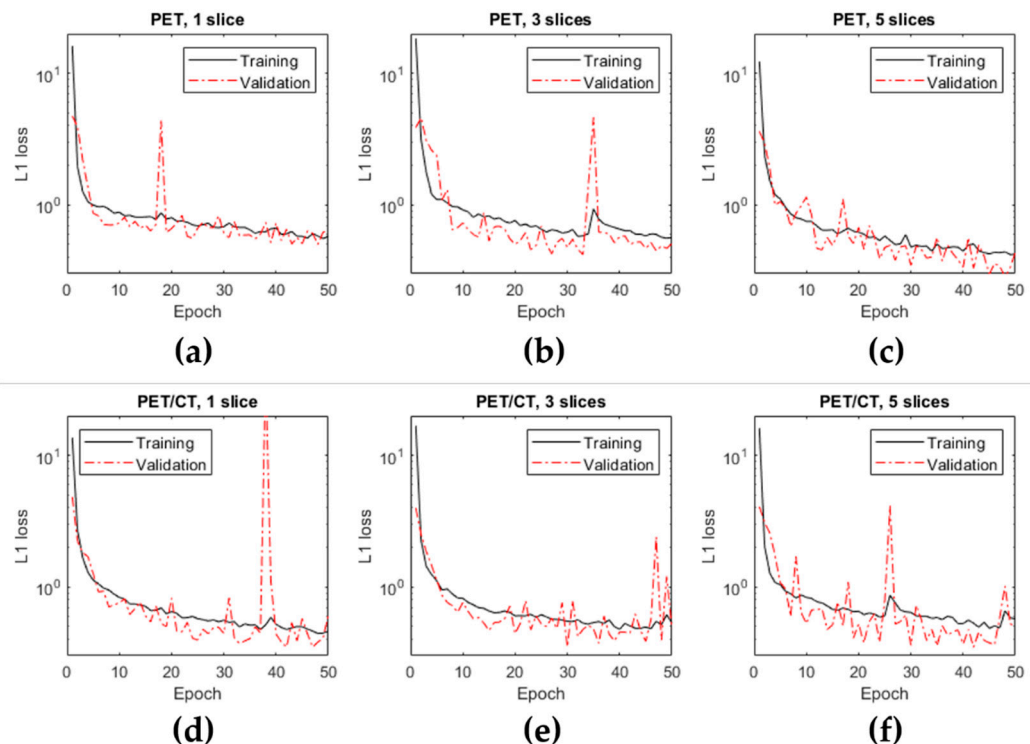 PET, 1 slice
10^1
10^0
L1 loss
Training
Validation
0 10 20 30 40 50
Epoch
(a)
PET, 3 slices
10^1
10^0
L1 loss
Training
Validation
0 10 20 30 40 50
Epoch
(b)
PET, 5 slices
10^1
10^0
L1 loss
Training
Validation
0 10 20 30 40 50
Epoch
(c)
PET/CT, 1 slice
10^1
10^0
L1 loss
Training
Validation
0 10 20 30 40 50
Epoch
(d)
PET/CT, 3 slices
10^1
10^0
L1 loss
Training
Validation
0 10 20 30 40 50
Epoch
(e)
PET/CT, 5 slices
10^1
10^0
L1 loss
Training
Validation
0 10 20 30 40 50
Epoch
(f)